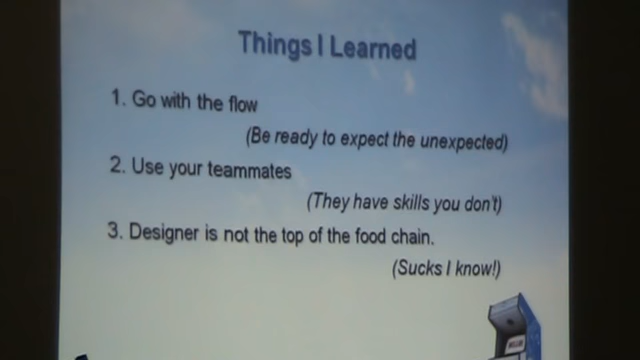 Things I Learned
1. Go with the flow
(Be ready to expect the unexpected)
2. Use your teammates
(They have skills you don't)
3. Designer is not the top of the food chain.
(Sucks I know!)